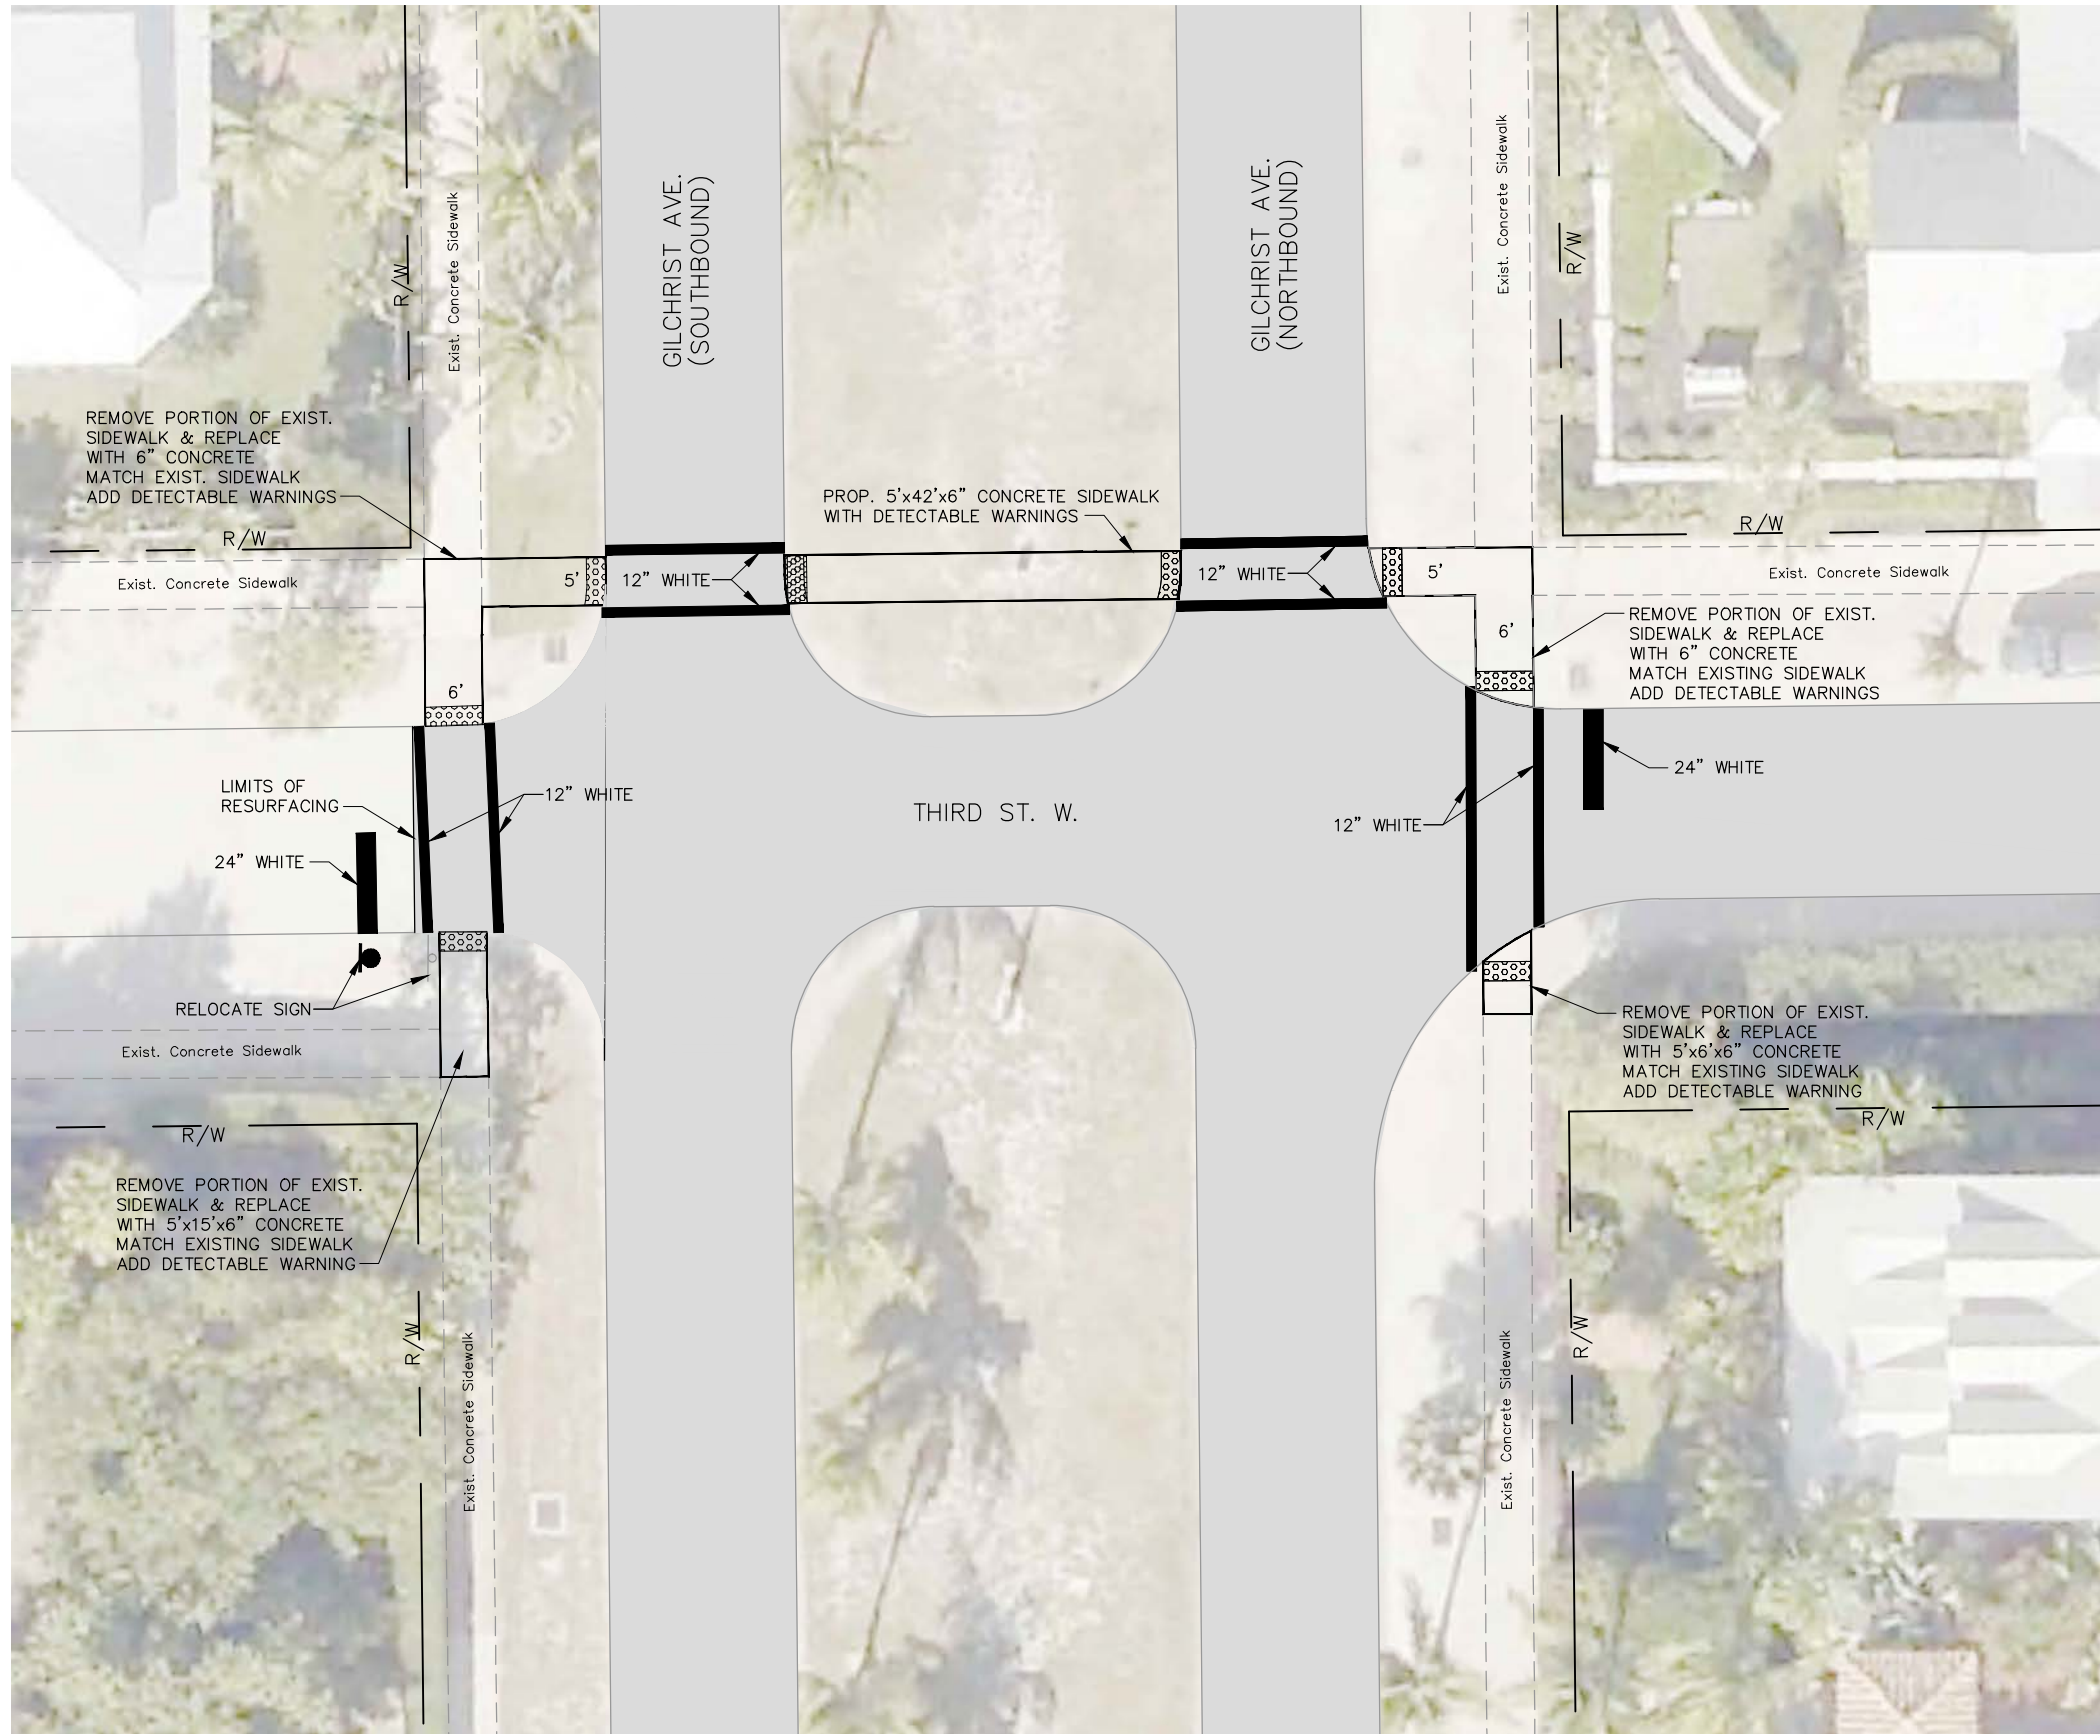 GILCHRIST AVE.
(SOUTHBOUND)
GILCHRIST AVE.
(NORTHBOUND)
Exist. Concrete Sidewalk
R/W
Exist. Concrete Sidewalk
R/W
REMOVE PORTION OF EXIST.
SIDEWALK & REPLACE
WITH 6" CONCRETE
MATCH EXIST. SIDEWALK
ADD DETECTABLE WARNINGS
R/W
Exist. Concrete Sidewalk
PROP. 5'x42'x6" CONCRETE SIDEWALK
WITH DETECTABLE WARNINGS
R/W
5'
12" WHITE
12" WHITE
5'
Exist. Concrete Sidewalk
6'
6'
REMOVE PORTION OF EXIST.
SIDEWALK & REPLACE
WITH 6" CONCRETE
MATCH EXISTING SIDEWALK
ADD DETECTABLE WARNINGS
LIMITS OF
RESURFACING
12" WHITE
24" WHITE
THIRD ST. W.
12" WHITE
24" WHITE
RELOCATE SIGN
Exist. Concrete Sidewalk
REMOVE PORTION OF EXIST.
SIDEWALK & REPLACE
WITH 5'x6'x6" CONCRETE
MATCH EXISTING SIDEWALK
ADD DETECTABLE WARNING
R/W
R/W
REMOVE PORTION OF EXIST.
SIDEWALK & REPLACE
WITH 5'x15'x6" CONCRETE
MATCH EXISTING SIDEWALK
ADD DETECTABLE WARNING
R/W
Exist. Concrete Sidewalk
Exist. Concrete Sidewalk
R/W